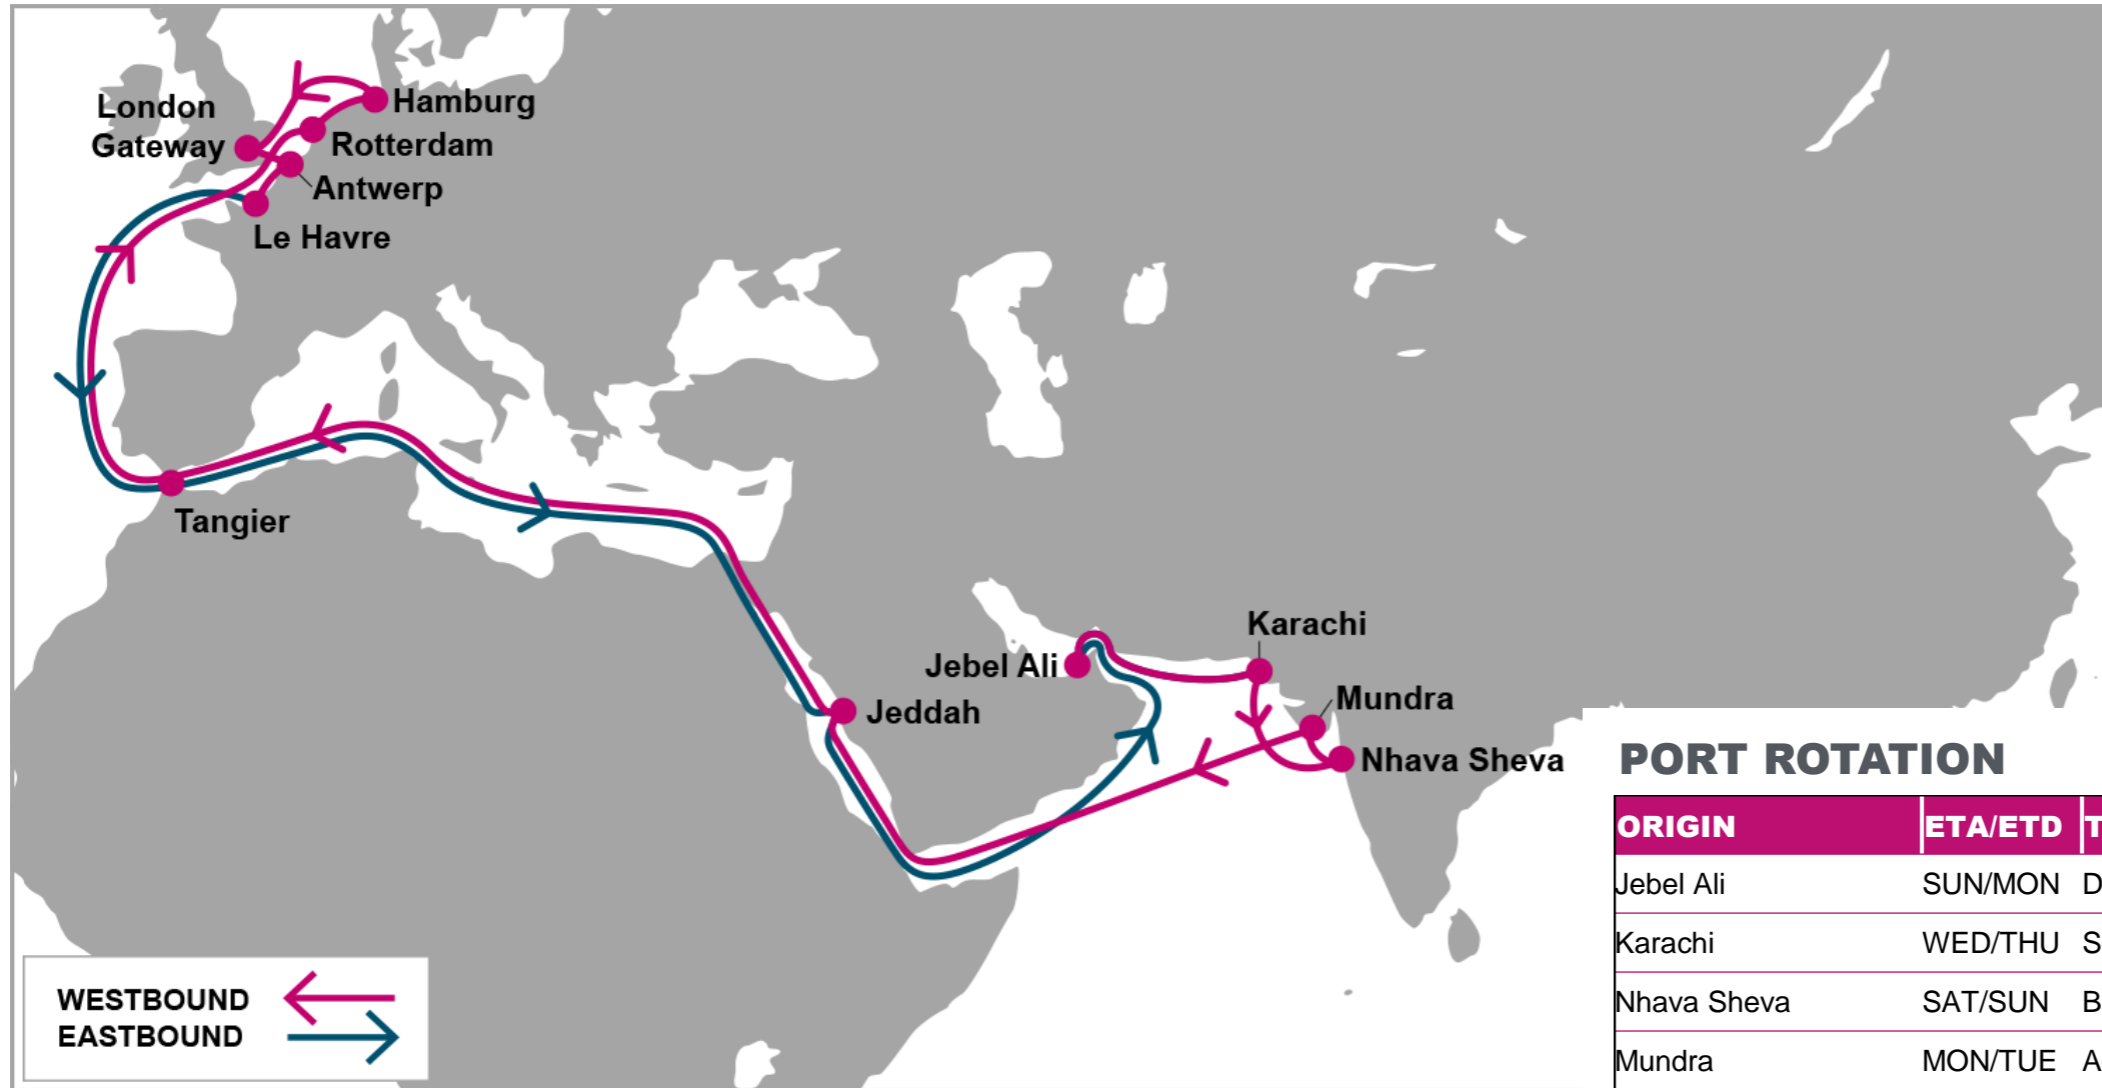 London
Gateway
Hamburg
Rotterdam
Antwerp
Le Havre
Tangier
Jeddah
Jebel Ali
Karachi
Mundra
Nhava Sheva
WESTBOUND
EASTBOUND
PORT ROTATION
ORIGIN ETA/ETD T
Jebel Ali SUN/MON D
Karachi WED/THU S
Nhava Sheva SAT/SUN B
Mundra MON/TUE A